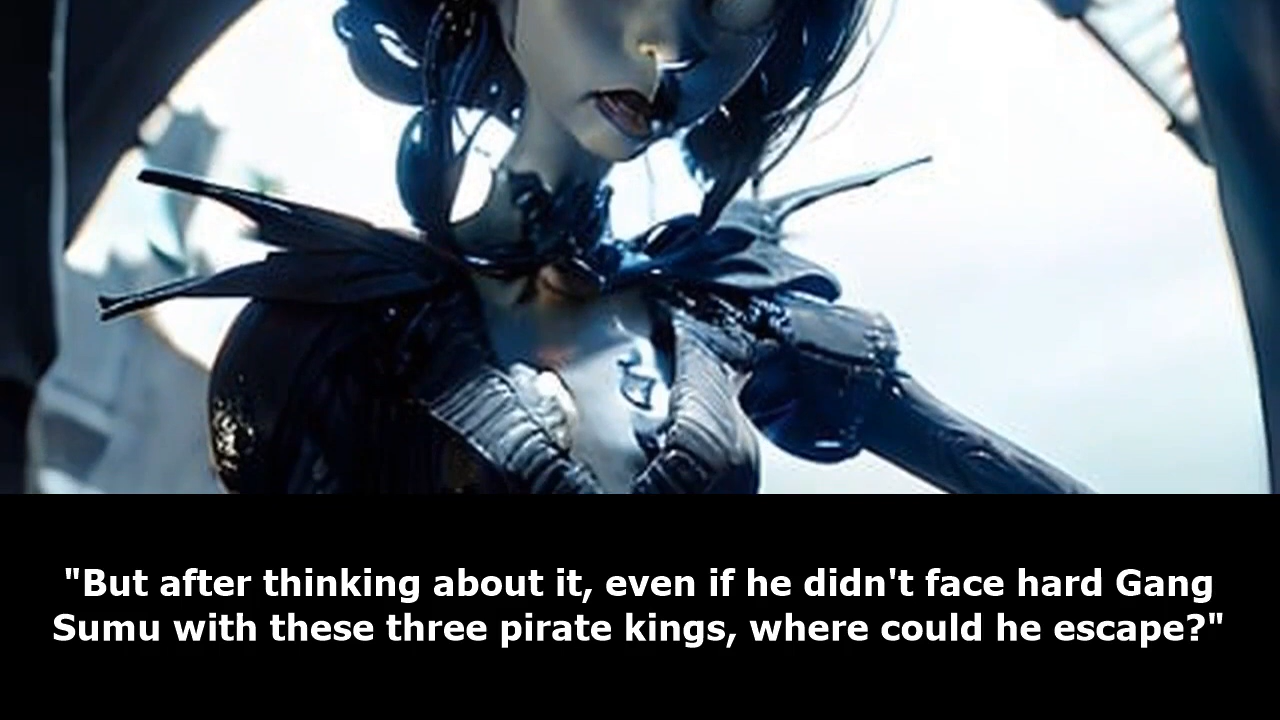 "But after thinking about it, even if he didn't face hard Gang
Sumu with these three pirate kings, where could he escape?"